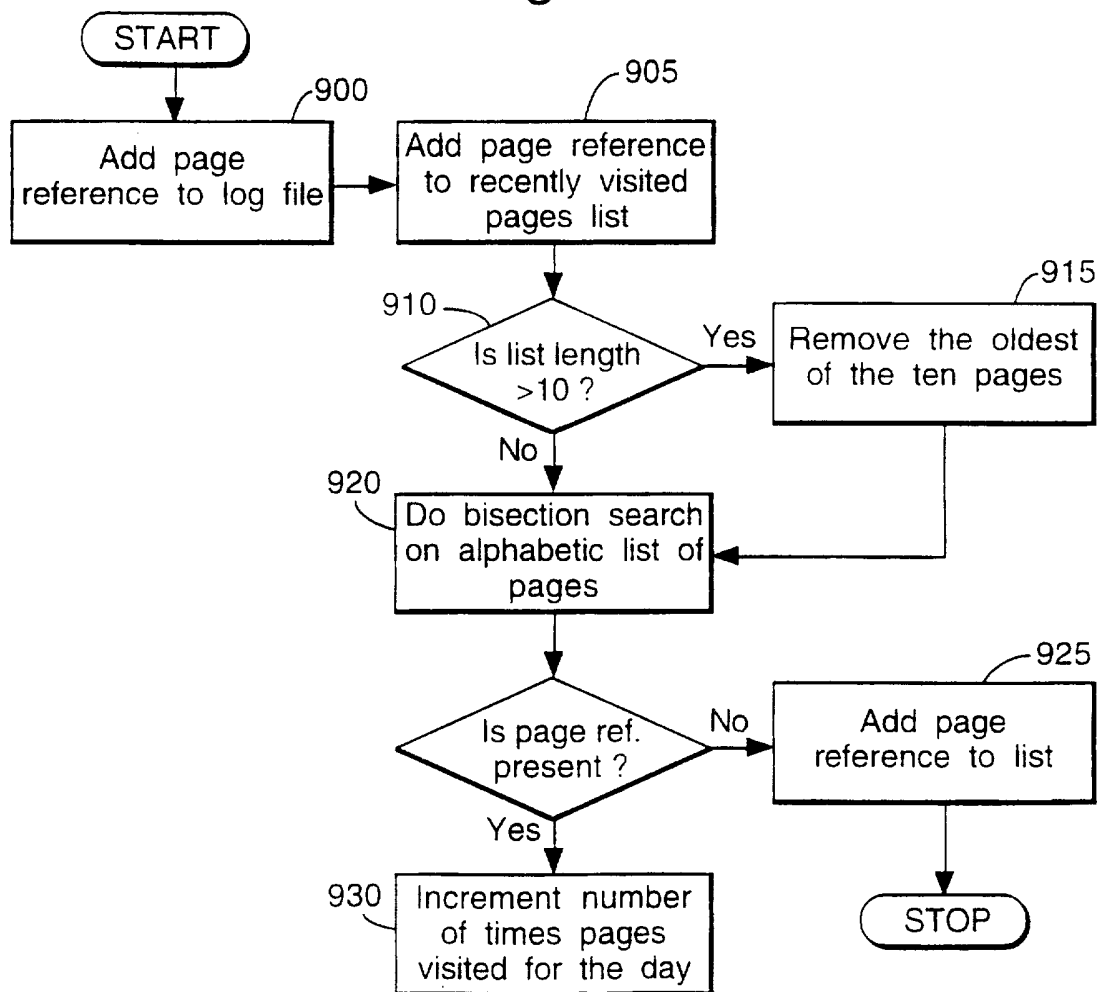 START
900
Add page
reference to log file
905
Add page reference
to recently visited
pages list
910
Is list length
>10 ?
Yes
915
Remove the oldest
of the ten pages
No
920
Do bisection search
on alphabetic list of
pages
Is page ref.
present ?
No
925
Add page
reference to list
Yes
930
Increment number
of times pages
visited for the day
STOP